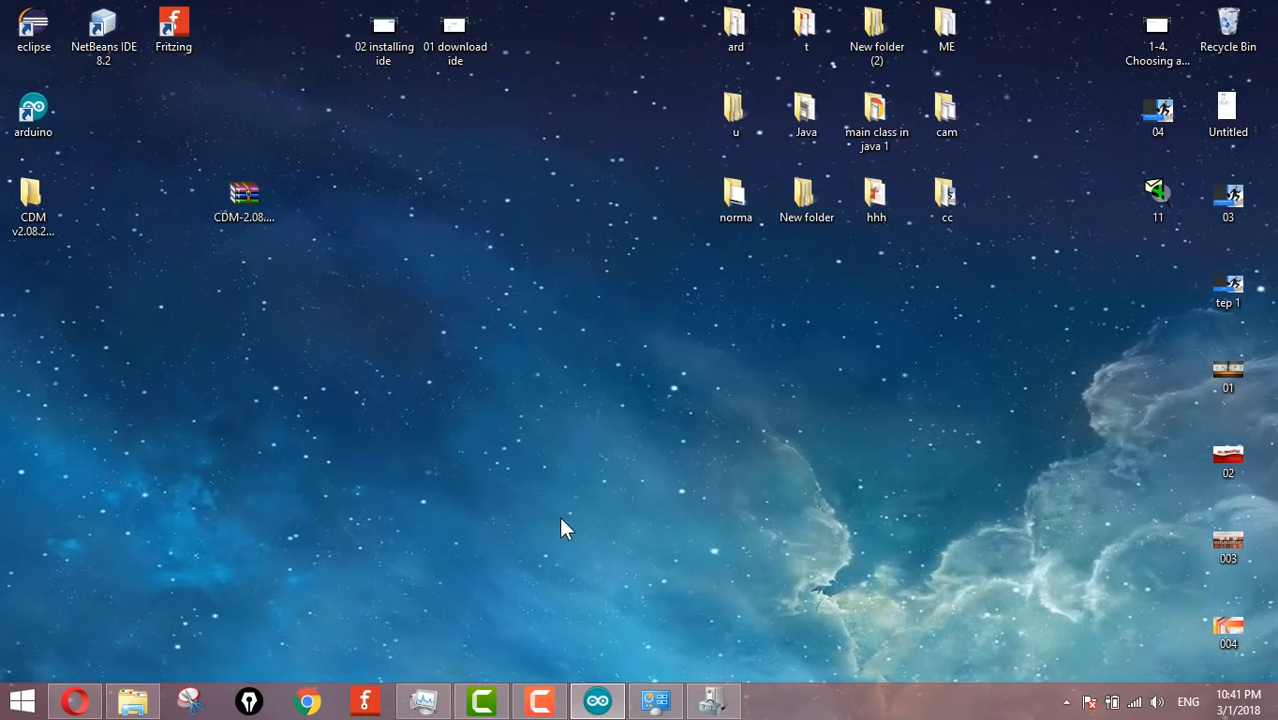 eclipse
NetBeans IDE
8.2
Fritzing
02 installing
ide
01 download
ide
ard
t
New folder
(2)
ME
1-4.
Choosing a...
Recycle Bin
arduino
u
Java
main class in
java 1
cam
04
Untitled
CDM
v2.08.2...
CDM-2.08....
norma
New folder
hhh
cc
11
03
tep 1
01
02
003
004
ENG
10:41 PM
3/1/2018